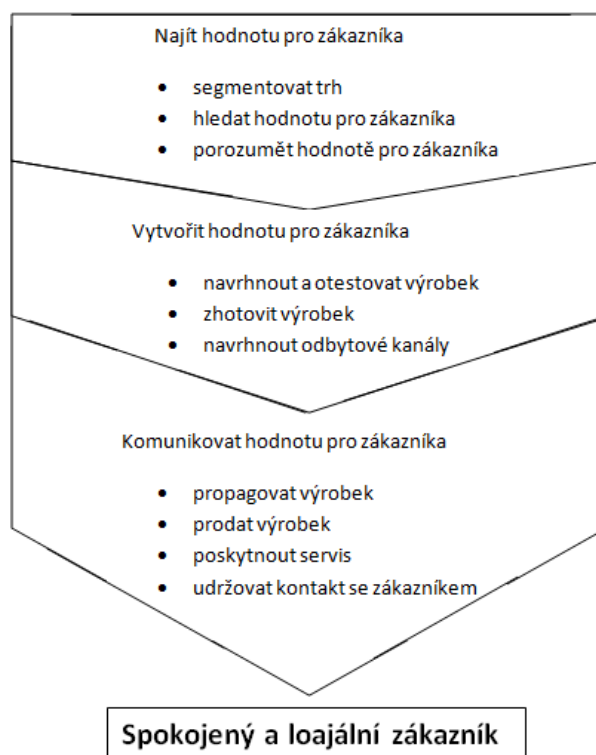 Najít hodnotu pro zákazníka
• segmentovat trh
• hledat hodnotu pro zákazníka
• porozumět hodnotě pro zákazníka
Vytvořit hodnotu pro zákazníka
• navrhnout a otestovat výrobek
• zhotovit výrobek
• navrhnout odbytové kanály
Komunikovat hodnotu pro zákazníka
• propagovat výrobek
• prodat výrobek
• poskytnout servis
• udržovat kontakt se zákazníkem
Spokojený a loajální zákazník